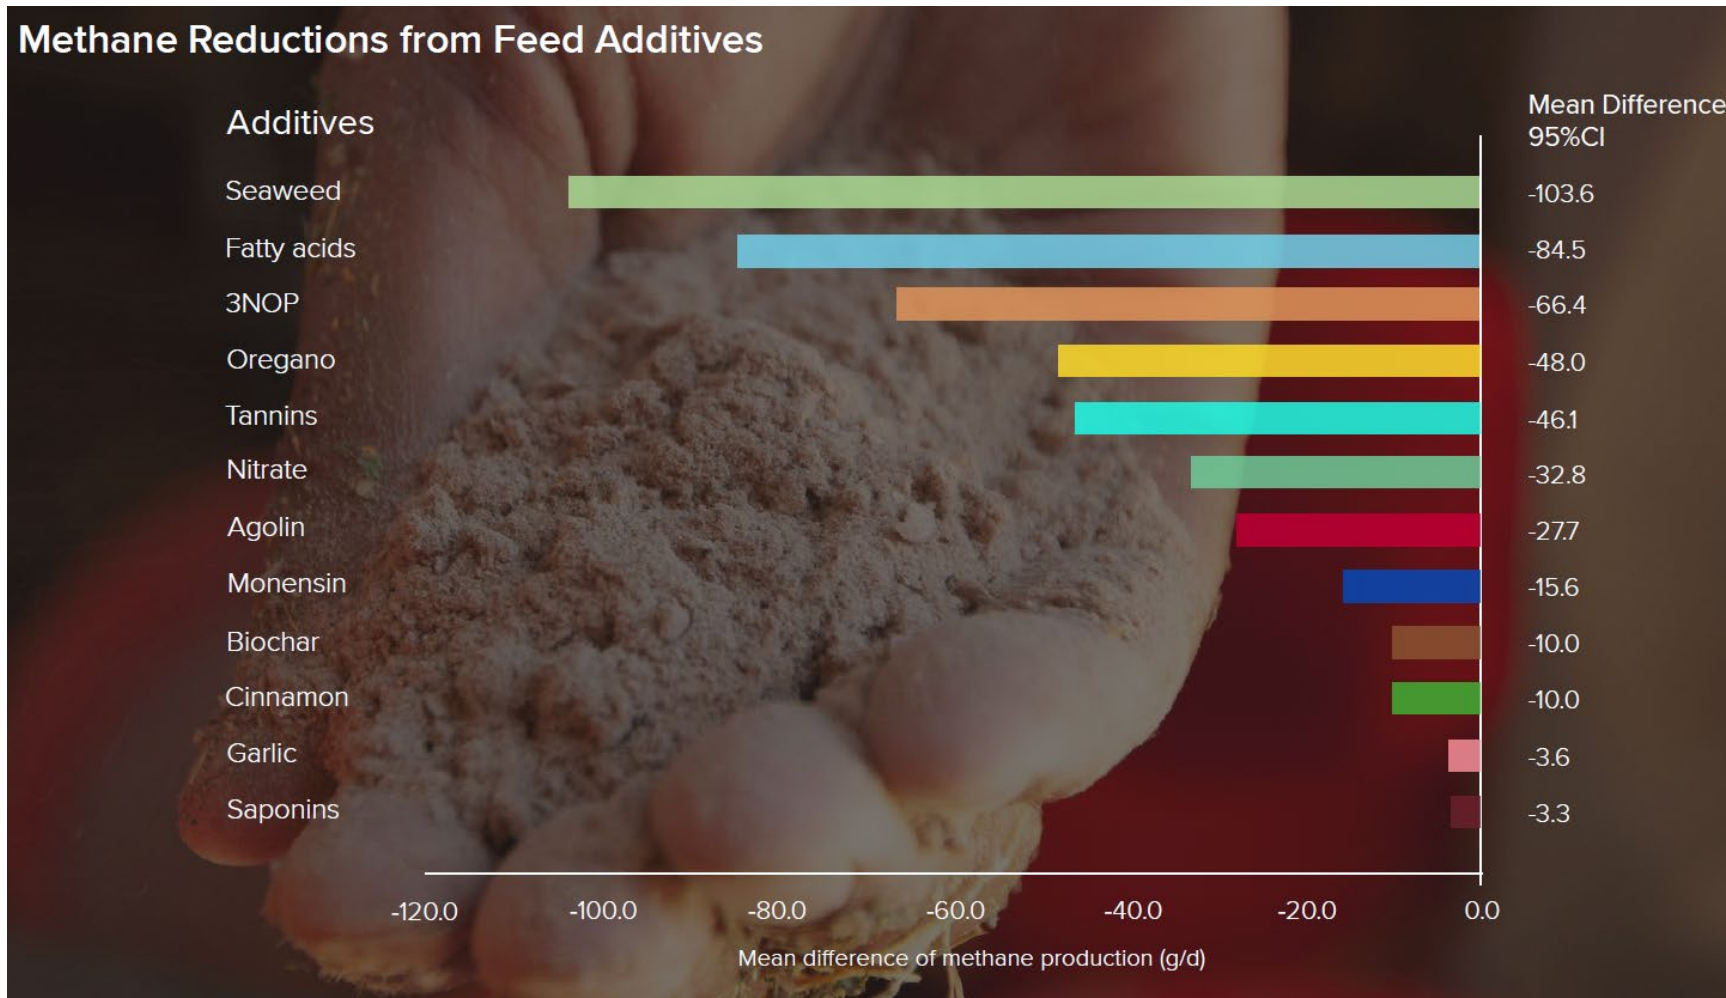 Methane Reductions from Feed Additives
Additives
Mean Difference
95%CI
Seaweed -103.6
Fatty acids -84.5
3NOP -66.4
Oregano -48.0
Tannins -46.1
Nitrate -32.8
Agolin -27.7
Monensin -15.6
Biochar -10.0
Cinnamon -10.0
Garlic -3.6
Saponins -3.3
-120.0 -100.0 -80.0 -60.0 -40.0 -20.0 0.0
Mean difference of methane production (g/d)